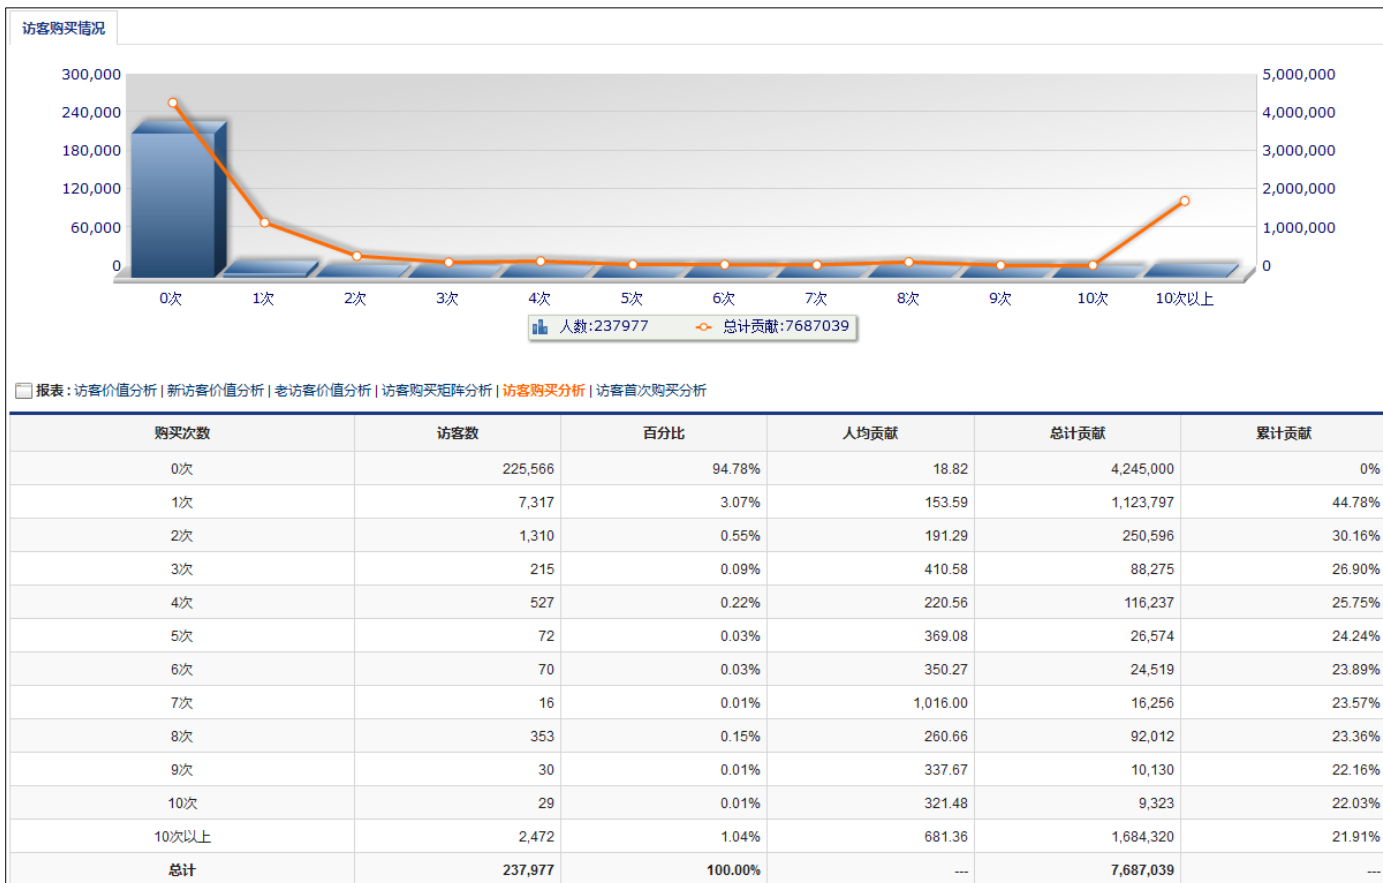 访客购买情况
300,000
240,000
180,000
120,000
60,000
0
5,000,000
4,000,000
3,000,000
2,000,000
1,000,000
0
0次 1次 2次 3次 4次 5次 6次 7次 8次 9次 10次 10次以上
人数:237977 总计贡献:7687039
报表 : 访客价值分析 | 新访客价值分析 | 老访客价值分析 | 访客购买矩阵分析 | 访客购买分析 | 访客首次购买分析
购买次数 访客数 百分比 人均贡献 总计贡献 累计贡献
0次 225,566 94.78% 18.82 4,245,000 0%
1次 7,317 3.07% 153.59 1,123,797 44.78%
2次 1,310 0.55% 191.29 250,596 30.16%
3次 215 0.09% 410.58 88,275 26.90%
4次 527 0.22% 220.56 116,237 25.75%
5次 72 0.03% 369.08 26,574 24.24%
6次 70 0.03% 350.27 24,519 23.89%
7次 16 0.01% 1,016.00 16,256 23.57%
8次 353 0.15% 260.66 92,012 23.36%
9次 30 0.01% 337.67 10,130 22.16%
10次 29 0.01% 321.48 9,323 22.03%
10次以上 2,472 1.04% 681.36 1,684,320 21.91%
总计 237,977 100.00% --- 7,687,039 ---